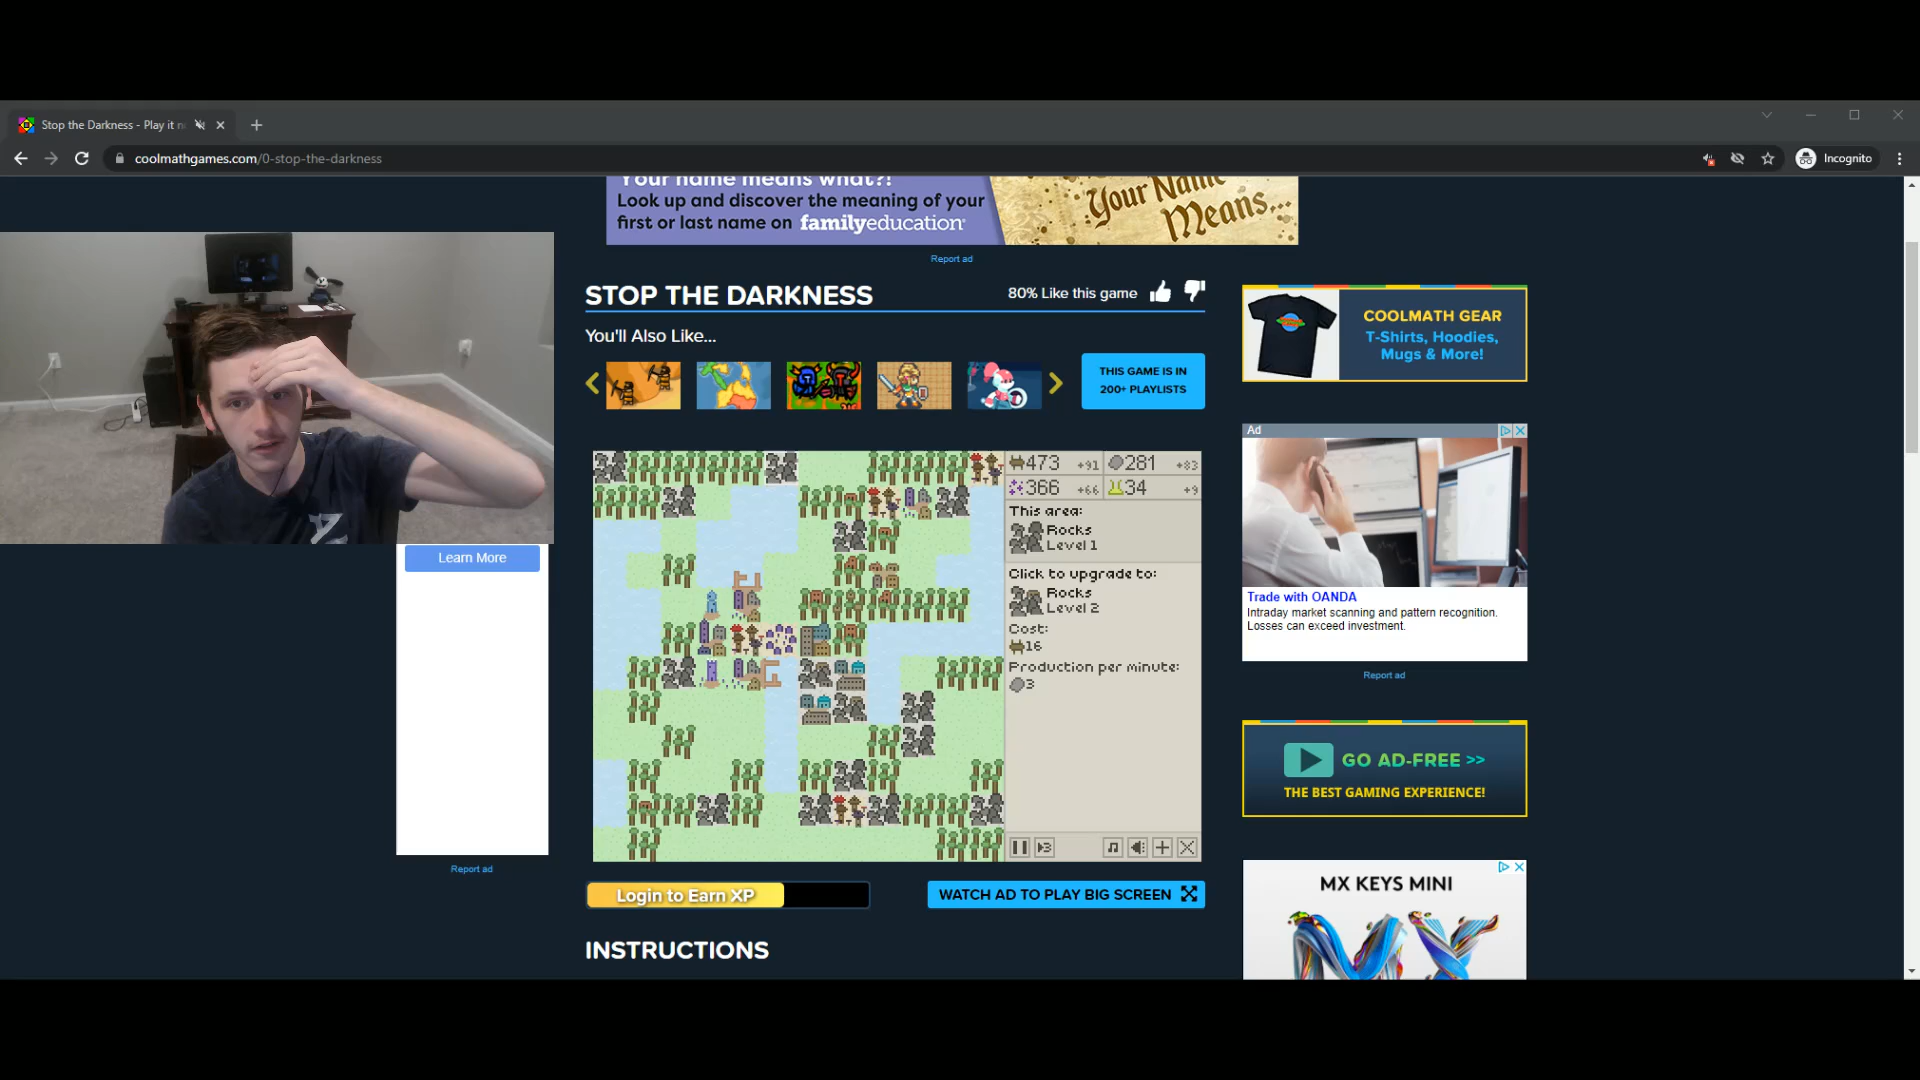 Stop the Darkness - Play it n
coolmathgames.com/0-stop-the-darkness
Incognito
Your name means what?!
Look up and discover the meaning of your
first or last name on familyeducation
Your Name
Means...
Report ad
STOP THE DARKNESS
80% Like this game
You'll Also Like...
THIS GAME IS IN
200+ PLAYLISTS
COOLMATH GEAR
T-Shirts, Hoodies,
Mugs & More!
Ad
473 +91 281 +83
366 +66 34 +9
This area:
Rocks
Level 1
Click to upgrade to:
Rocks
Level 2
Cost:
16
Production per minute:
3
Learn More
Report ad
Trade with OANDA
Intraday market scanning and pattern recognition.
Losses can exceed investment.
Report ad
GO AD-FREE >>
THE BEST GAMING EXPERIENCE!
Login to Earn XP
WATCH AD TO PLAY BIG SCREEN
MX KEYS MINI
INSTRUCTIONS